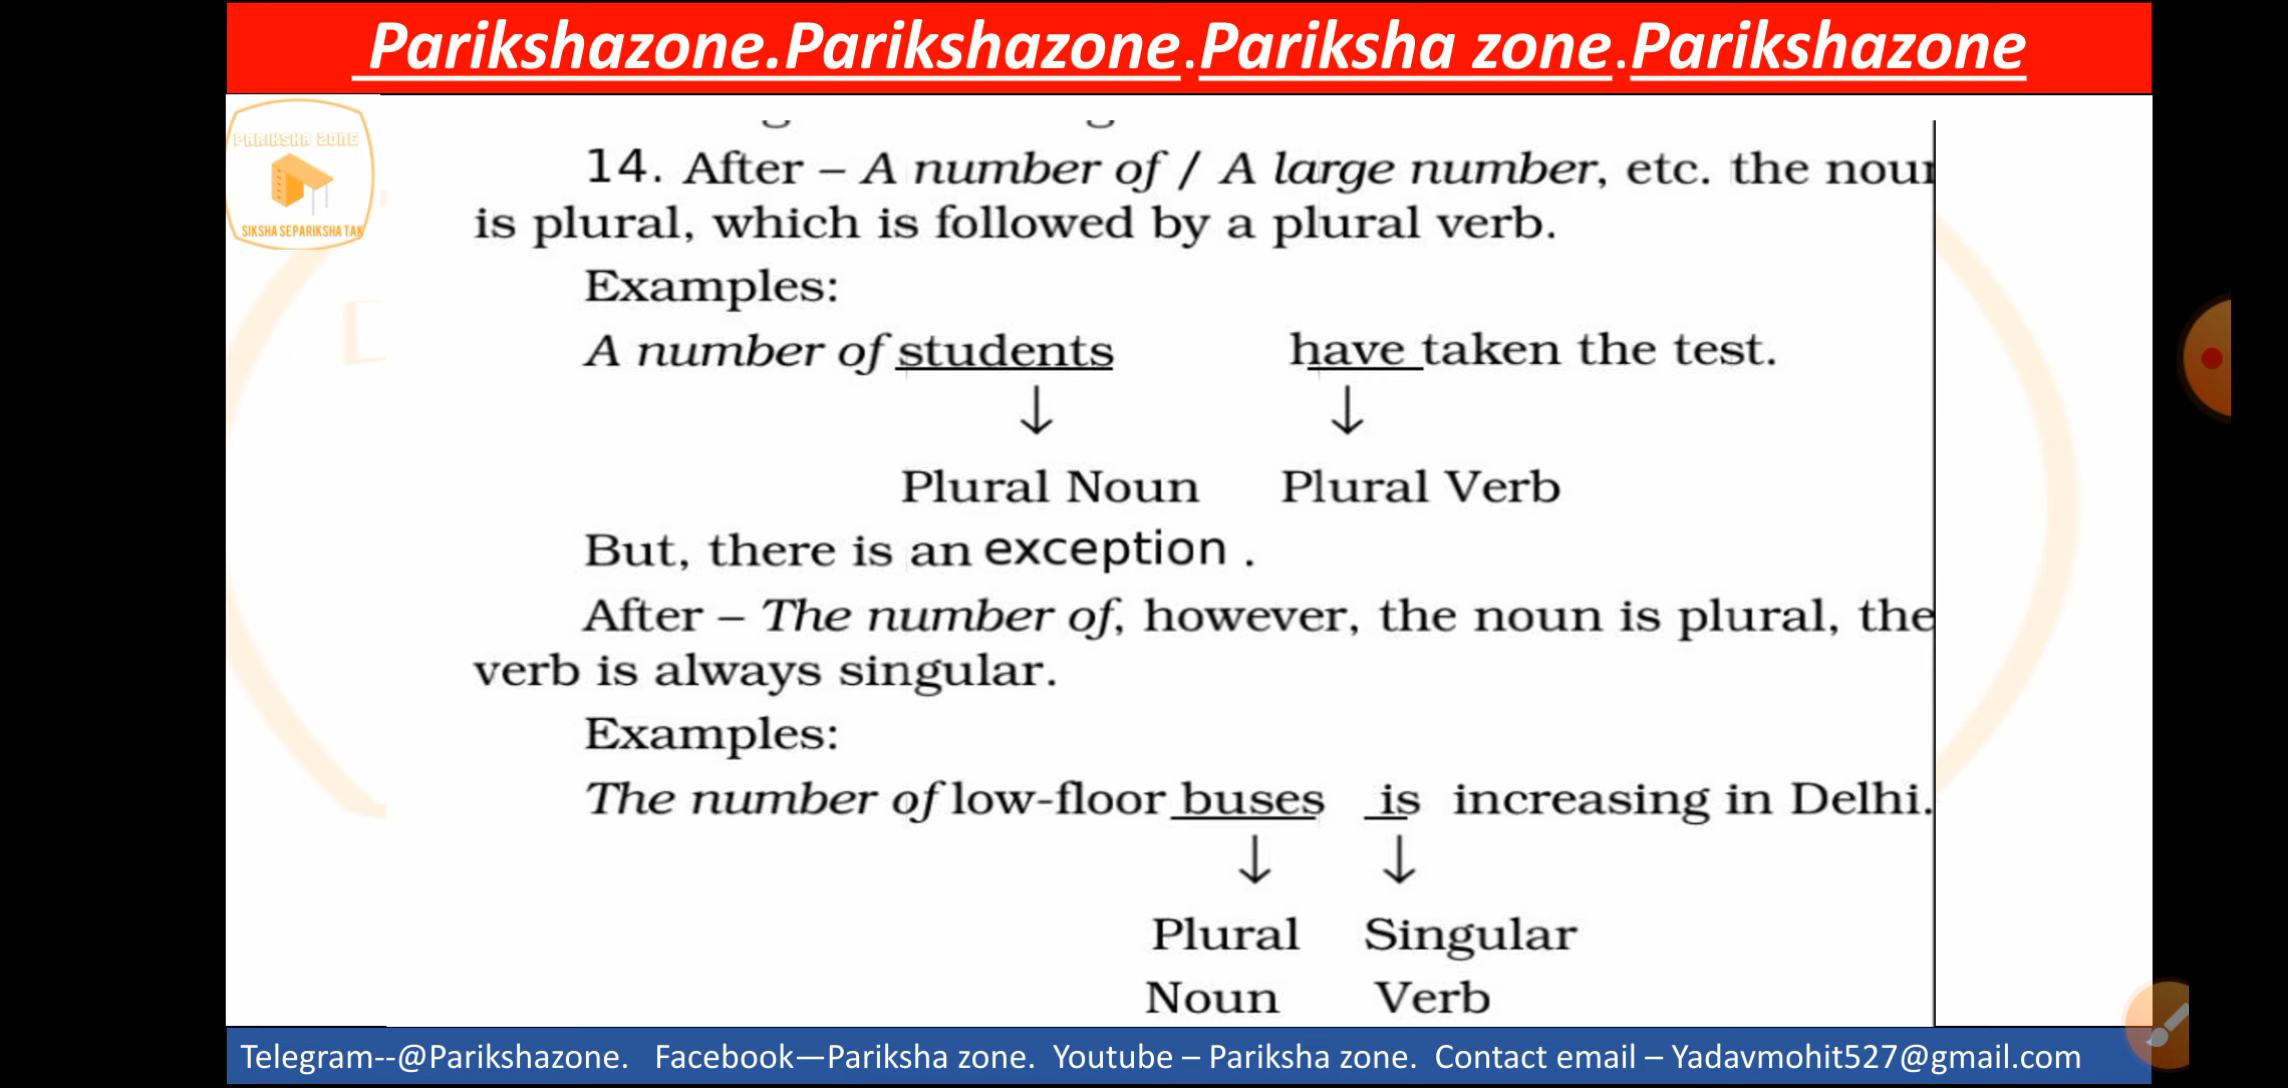 Parikshazone.Parikshazone.Pariksha zone.Parikshazone
PARIKSHA ZONE
SIKSHA SE PARIKSHA TAK
14. After – A number of / A large number, etc. the noun
is plural, which is followed by a plural verb.
Examples:
A number of students have taken the test.
↓ ↓
Plural Noun Plural Verb
But, there is an exception .
After – The number of, however, the noun is plural, the
verb is always singular.
Examples:
The number of low-floor buses is increasing in Delhi.
↓ ↓
Plural Singular
Noun Verb
Telegram--@Parikshazone. Facebook—Pariksha zone. Youtube – Pariksha zone. Contact email – Yadavmohit527@gmail.com